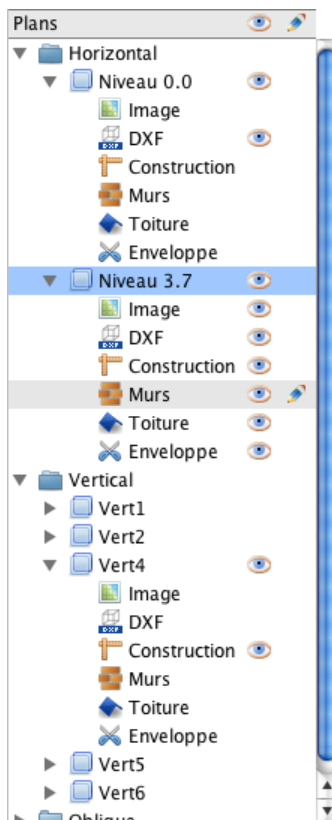 Plans
Horizontal
Niveau 0.0
Image
DXF
Construction
Murs
Toiture
Enveloppe
Niveau 3.7
Image
DXF
Construction
Murs
Toiture
Enveloppe
Vertical
Vert1
Vert2
Vert4
Image
DXF
Construction
Murs
Toiture
Enveloppe
Vert5
Vert6
Oblique